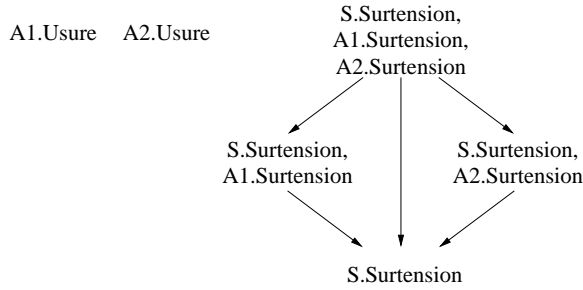 A1.Usure A2.Usure
S.Surtension,
A1.Surtension,
A2.Surtension
S.Surtension,
A1.Surtension
S.Surtension,
A2.Surtension
S.Surtension